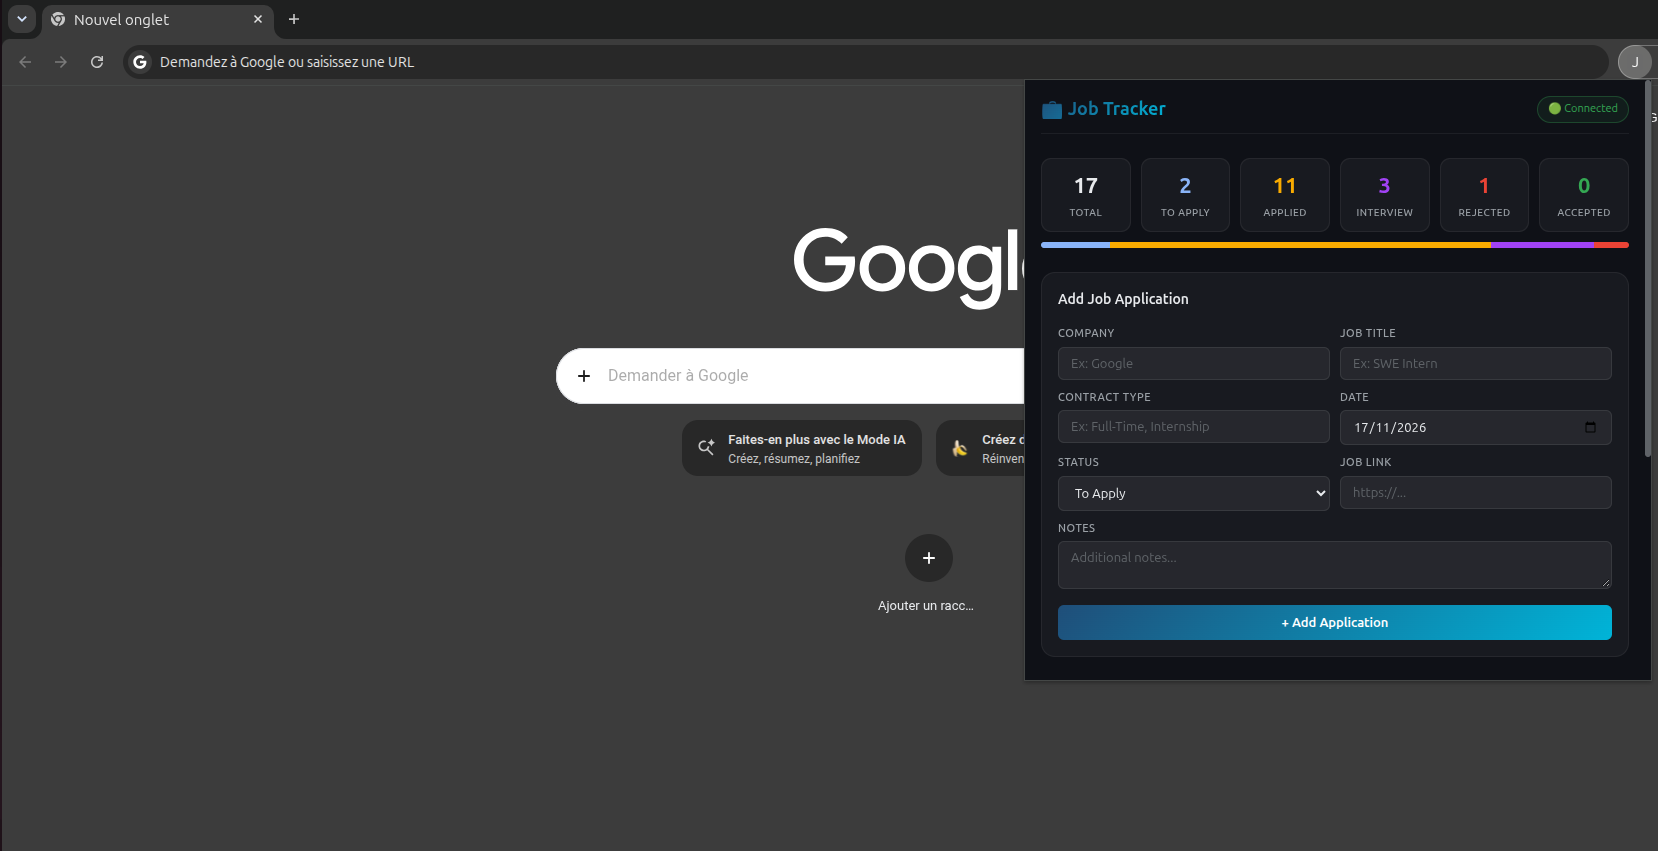 Nouvel onglet
Demandez à Google ou saisissez une URL
J
Job Tracker
Connected
17
TOTAL
2
TO APPLY
11
APPLIED
3
INTERVIEW
1
REJECTED
0
ACCEPTED
Googl
Demander à Google
Faites-en plus avec le Mode IA
Créez, résumez, planifiez
Créez
Réinven
Ajouter un racc...
Add Job Application
COMPANY
JOB TITLE
Ex: Google
Ex: SWE Intern
CONTRACT TYPE
DATE
Ex: Full-Time, Internship
17/11/2026
STATUS
JOB LINK
To Apply
https://...
NOTES
Additional notes...
+ Add Application